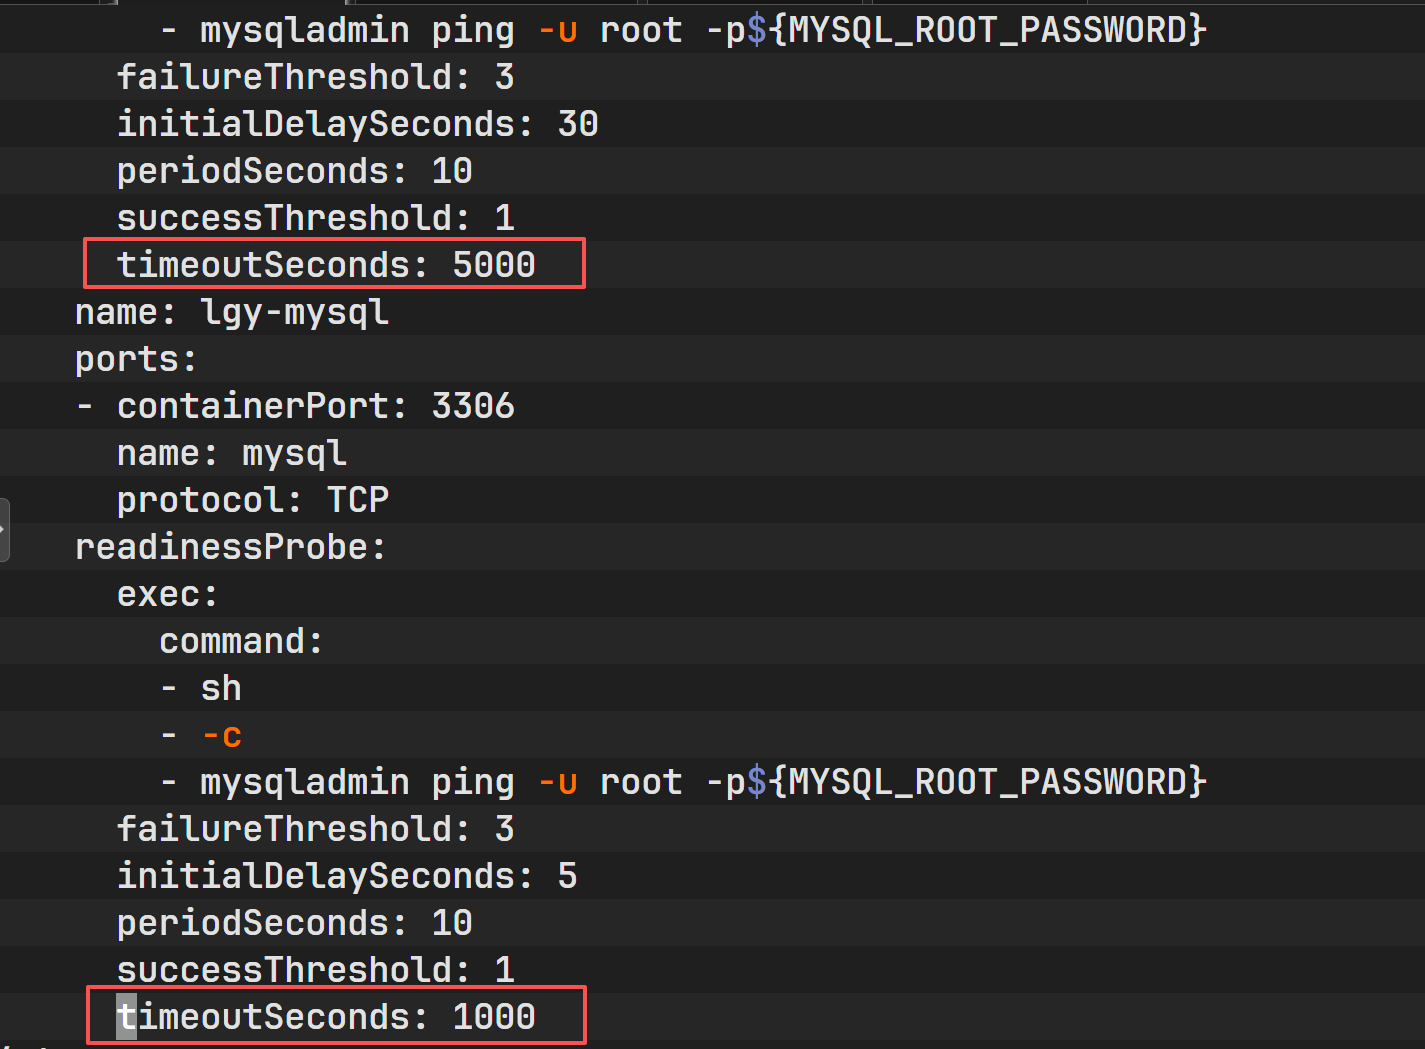 - mysqladmin ping -u root -p${MYSQL_ROOT_PASSWORD}
failureThreshold: 3
initialDelaySeconds: 30
periodSeconds: 10
successThreshold: 1
timeoutSeconds: 5000
name: lgy-mysql
ports:
- containerPort: 3306
name: mysql
protocol: TCP
readinessProbe:
exec:
command:
- sh
- -c
- mysqladmin ping -u root -p${MYSQL_ROOT_PASSWORD}
failureThreshold: 3
initialDelaySeconds: 5
periodSeconds: 10
successThreshold: 1
timeoutSeconds: 1000